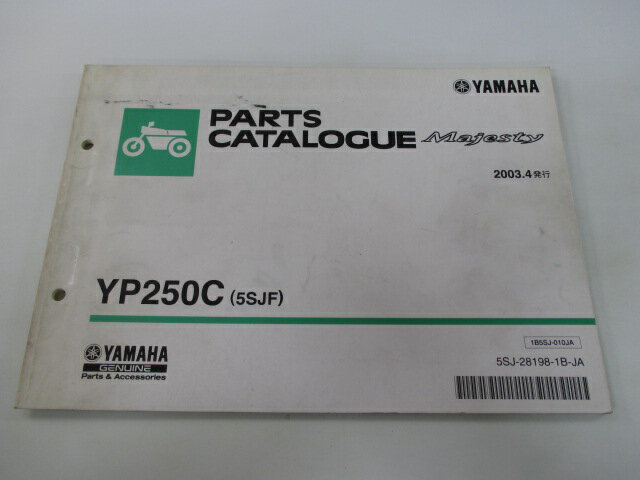 YAMAHA
PARTS
CATALOGUE Majesty
2003.4発行
YP250C (5SJF)
1B5SJ-010JA
YAMAHA
GENUINE
Parts & Accessories
5SJ-28198-1B-JA